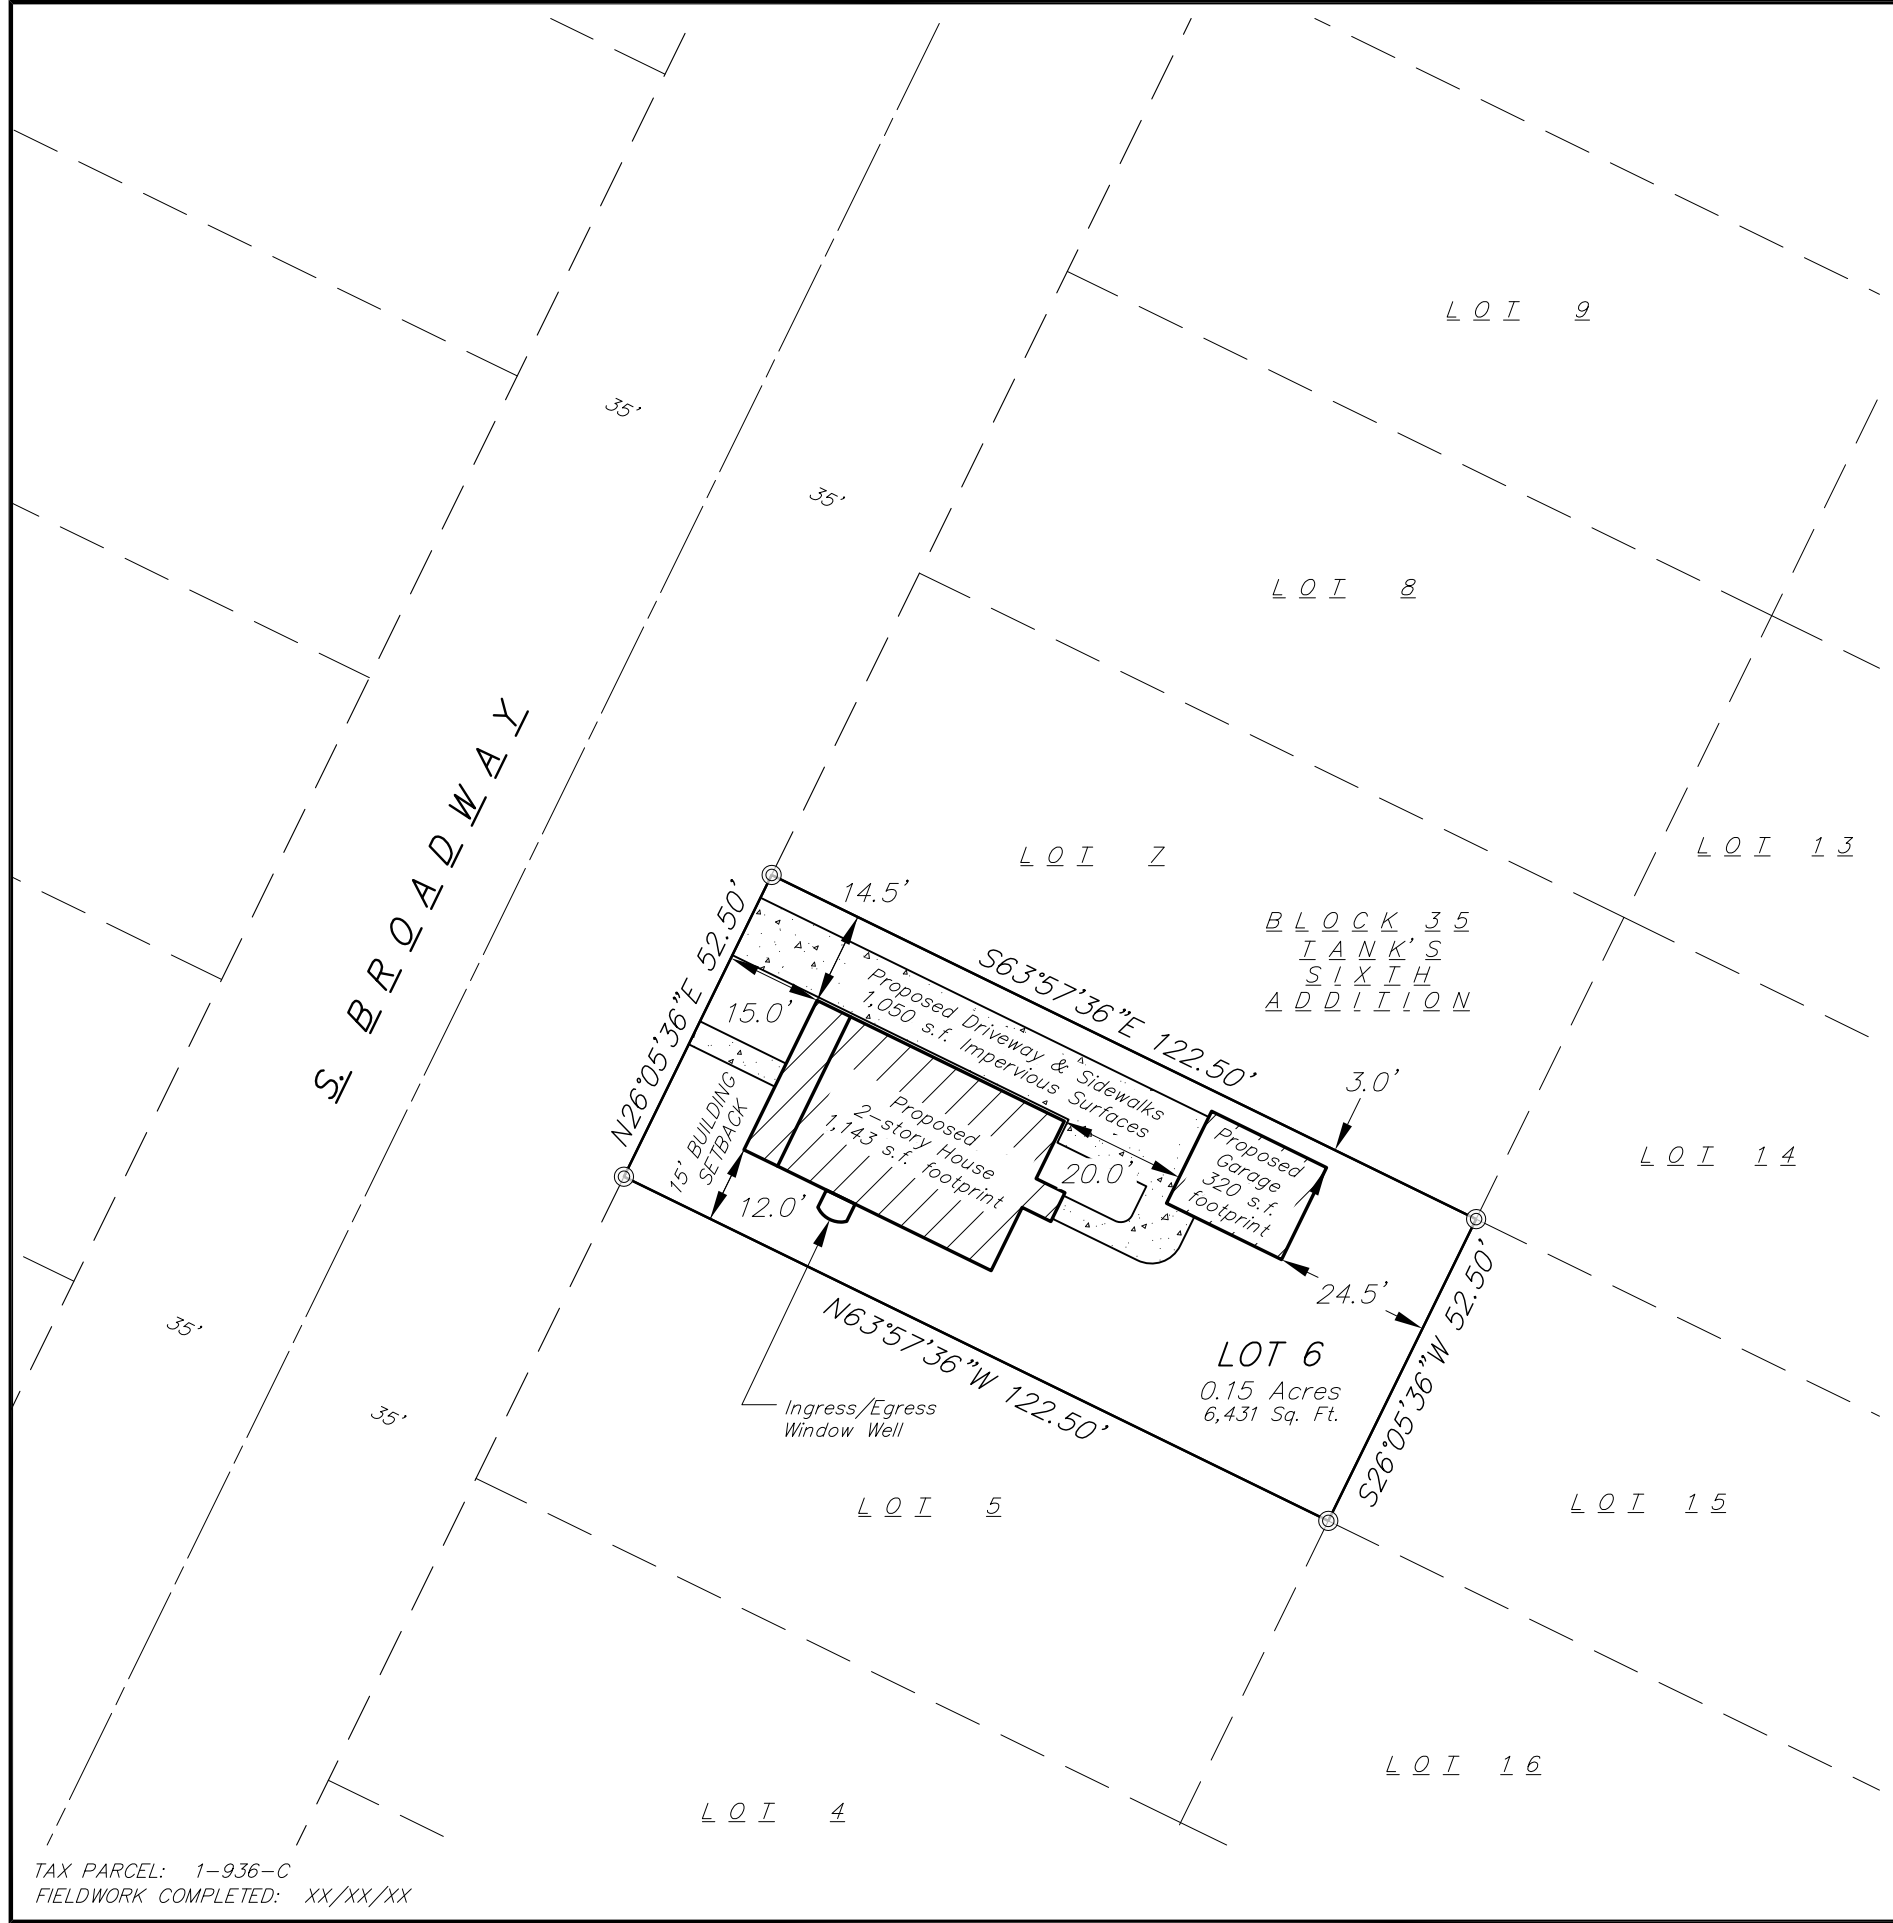 LOT 9
35'
35'
LOT 8
S. BROADWAY
LOT 7
LOT 13
BLOCK 35
TANK'S
SIXTH
ADDITION
14.5'
N26°05'36"E 52.50'
S63°57'36"E 122.50'
15.0'
Proposed Driveway & Sidewalks
1,050 s.f. Impervious Surfaces
3.0'
15' BUILDING
SETBACK
Proposed
2-story House
1,143 s.f. footprint
20.0'
Proposed
Garage
320 s.f.
footprint
LOT 14
12.0'
24.5'
N63°57'36"W 122.50'
S26°05'36"W 52.50'
LOT 6
0.15 Acres
6,431 Sq. Ft.
35'
35'
Ingress/Egress
Window Well
LOT 5
LOT 15
LOT 16
LOT 4
TAX PARCEL: 1-936-C
FIELDWORK COMPLETED: XX/XX/XX